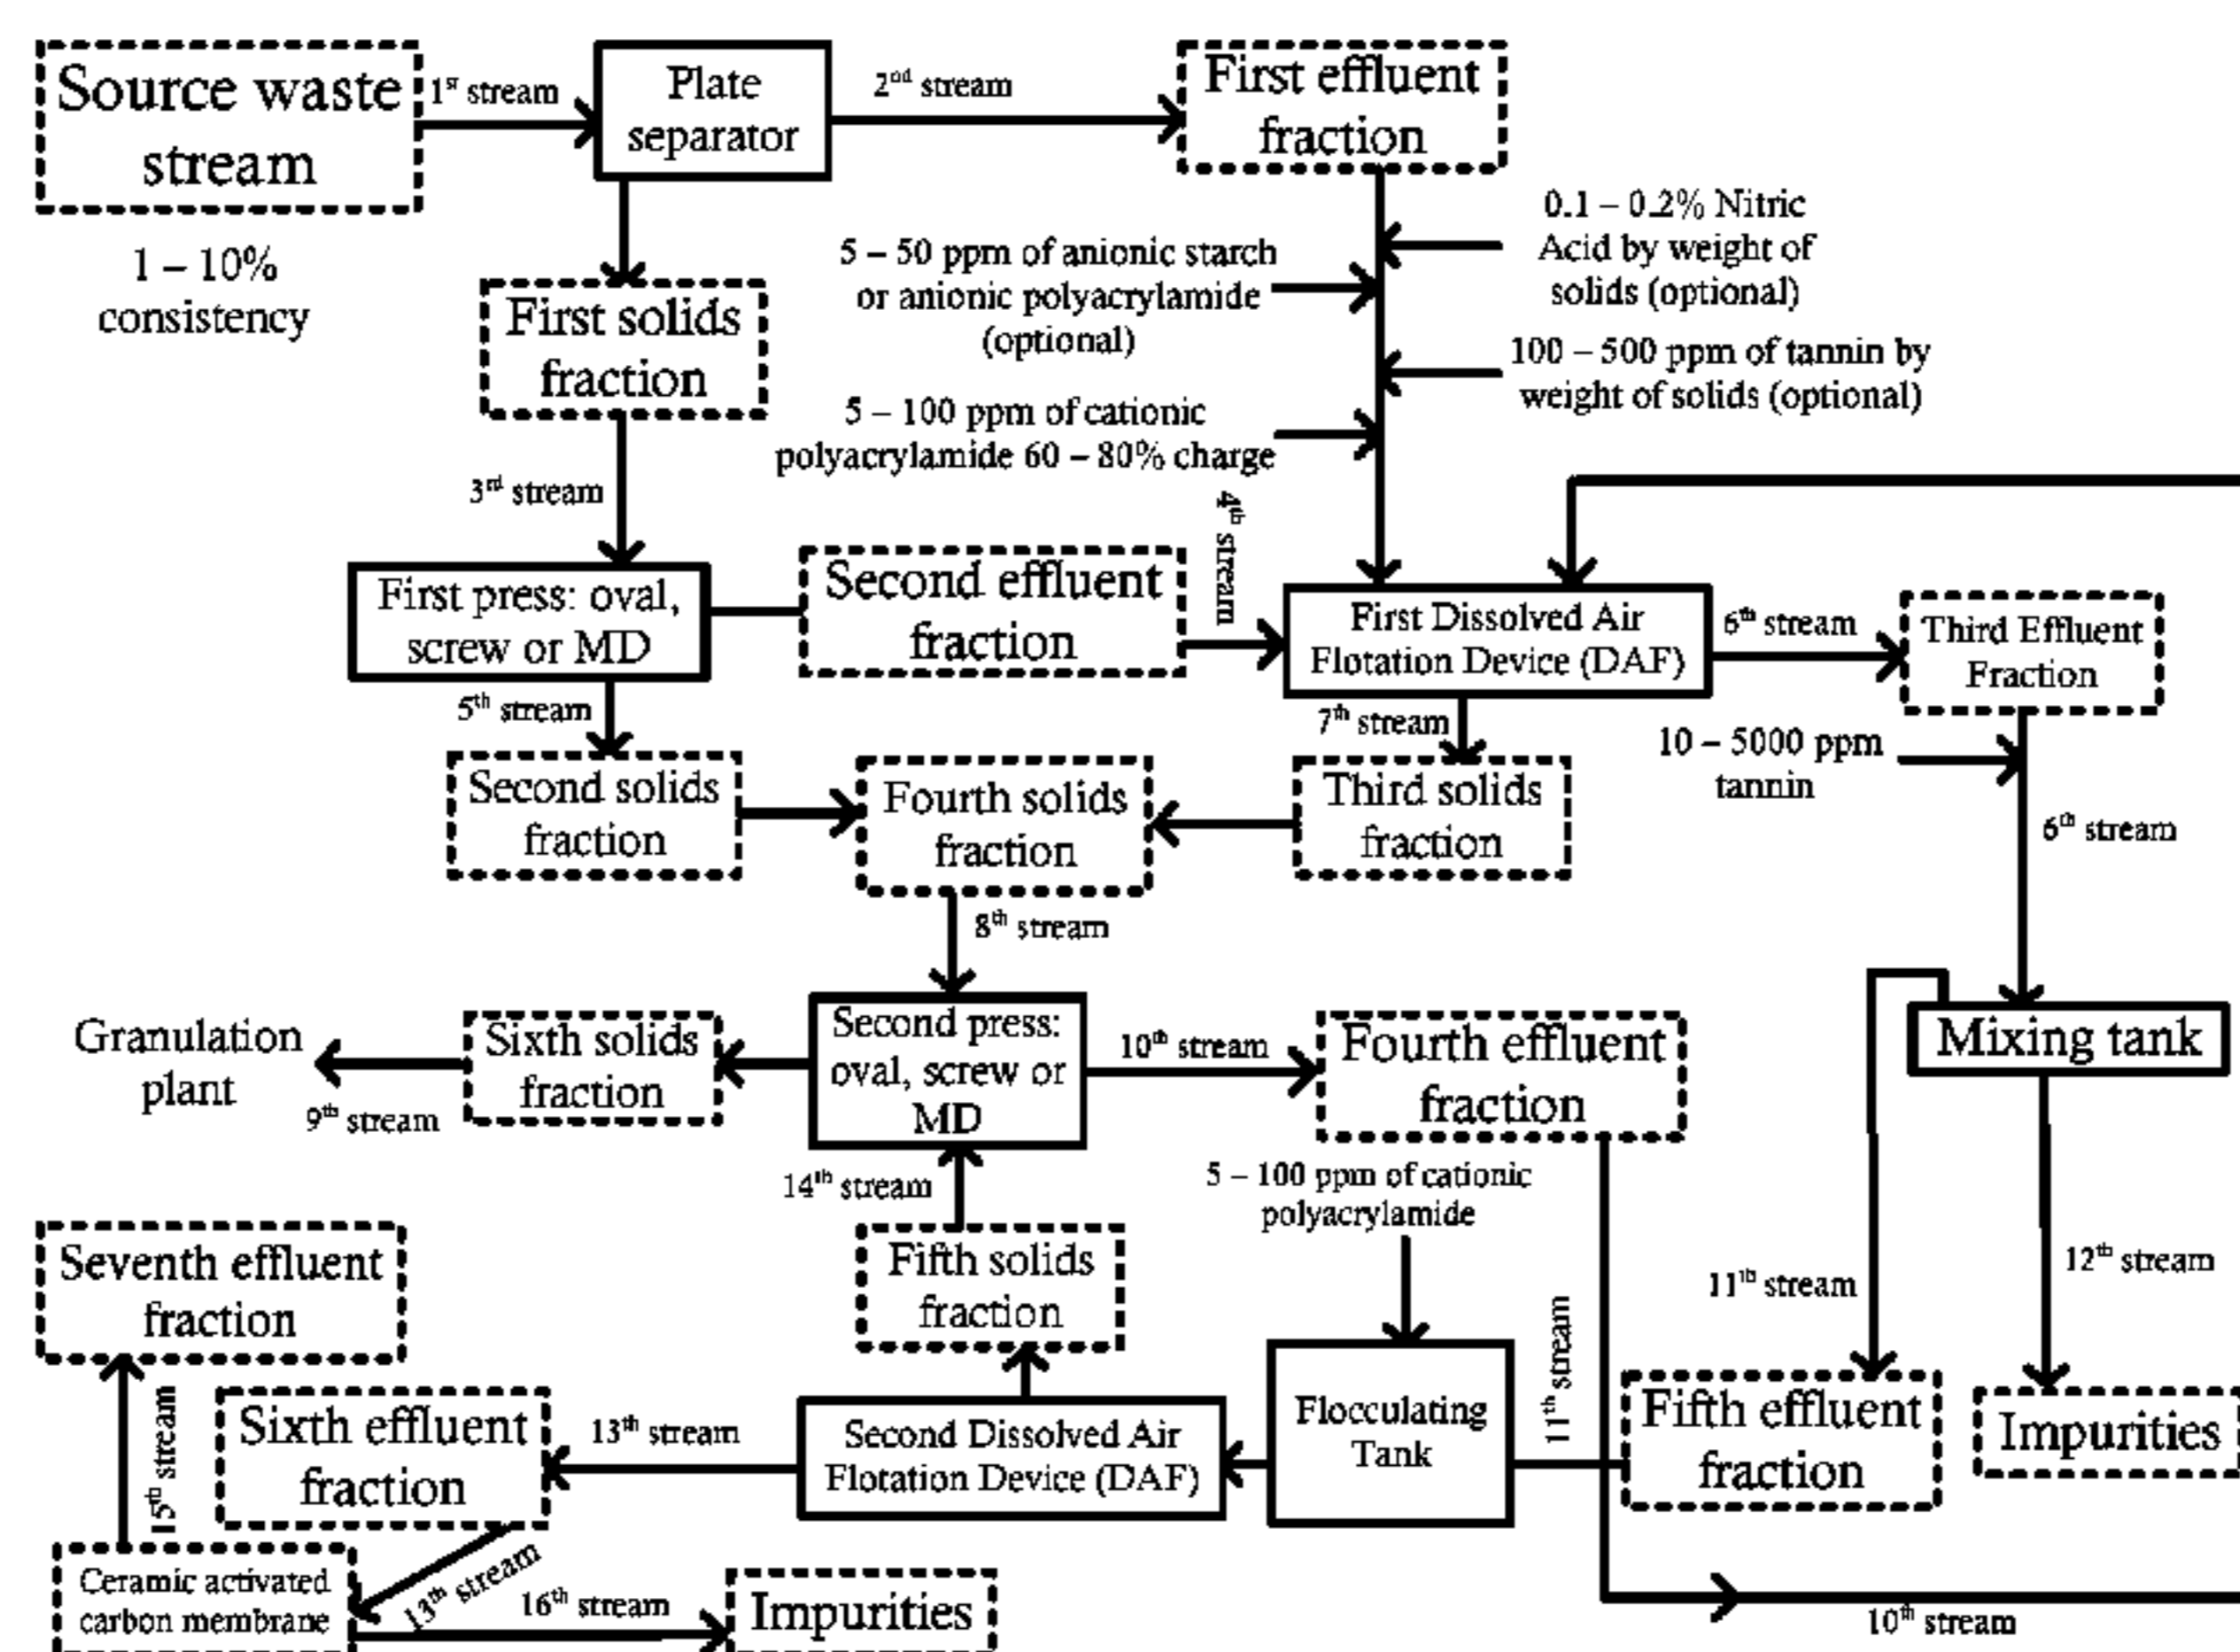 Source waste
stream
1st stream
Plate
separator
2nd stream
First effluent
fraction
1 – 10%
consistency
First solids
fraction
5 – 50 ppm of anionic starch
or anionic polyacrylamide
(optional)
0.1 – 0.2% Nitric
Acid by weight of
solids (optional)
100 – 500 ppm of tannin by
weight of solids (optional)
5 – 100 ppm of cationic
polyacrylamide 60 – 80% charge
3rd stream
4th stream
First press: oval,
screw or MD
Second effluent
fraction
First Dissolved Air
Flotation Device (DAF)
6th stream
Third Effluent
Fraction
5th stream
7th stream
10 – 5000 ppm
tannin
Second solids
fraction
Fourth solids
fraction
Third solids
fraction
6th stream
8th stream
Granulation
plant
9th stream
Sixth solids
fraction
Second press:
oval, screw or
MD
10th stream
Fourth effluent
fraction
Mixing tank
14th stream
5 – 100 ppm of cationic
polyacrylamide
Seventh effluent
fraction
Fifth solids
fraction
11th stream
12th stream
15th stream
Sixth effluent
fraction
13th stream
Second Dissolved Air
Flotation Device (DAF)
Flocculating
Tank
11th stream
Fifth effluent
fraction
Impurities
Ceramic activated
carbon membrane
13th stream
16th stream
Impurities
10th stream